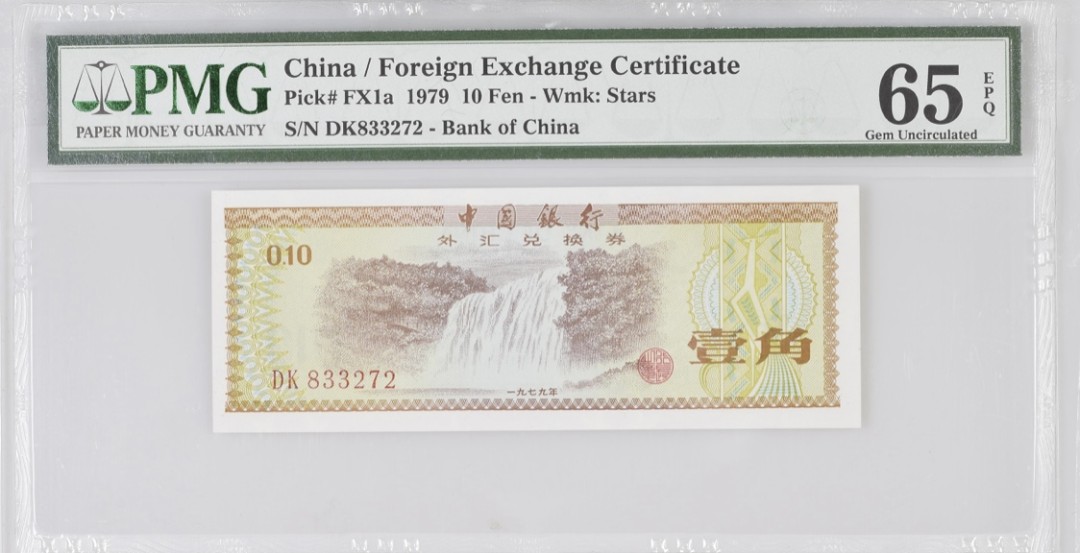 PMG
PAPER MONEY GUARANTY
China / Foreign Exchange Certificate
Pick# FX1a 1979 10 Fen - Wmk: Stars
S/N DK833272 - Bank of China
65
EPQ
Gem Uncirculated
中国銀行
外汇兑换券
0.10
壹角
DK 833272
一九七九年